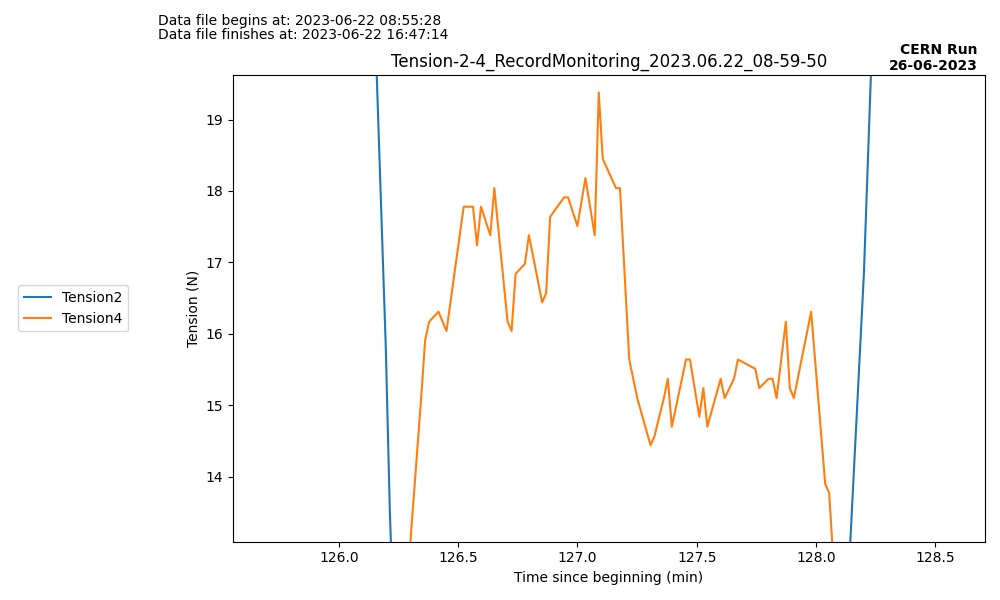 Data file begins at: 2023-06-22 08:55:28
Data file finishes at: 2023-06-22 16:47:14
CERN Run
26-06-2023
Tension-2-4_RecordMonitoring_2023.06.22_08-59-50
19
18
17
16
15
14
Tension (N)
Tension2
Tension4
126.0 126.5 127.0 127.5 128.0 128.5
Time since beginning (min)